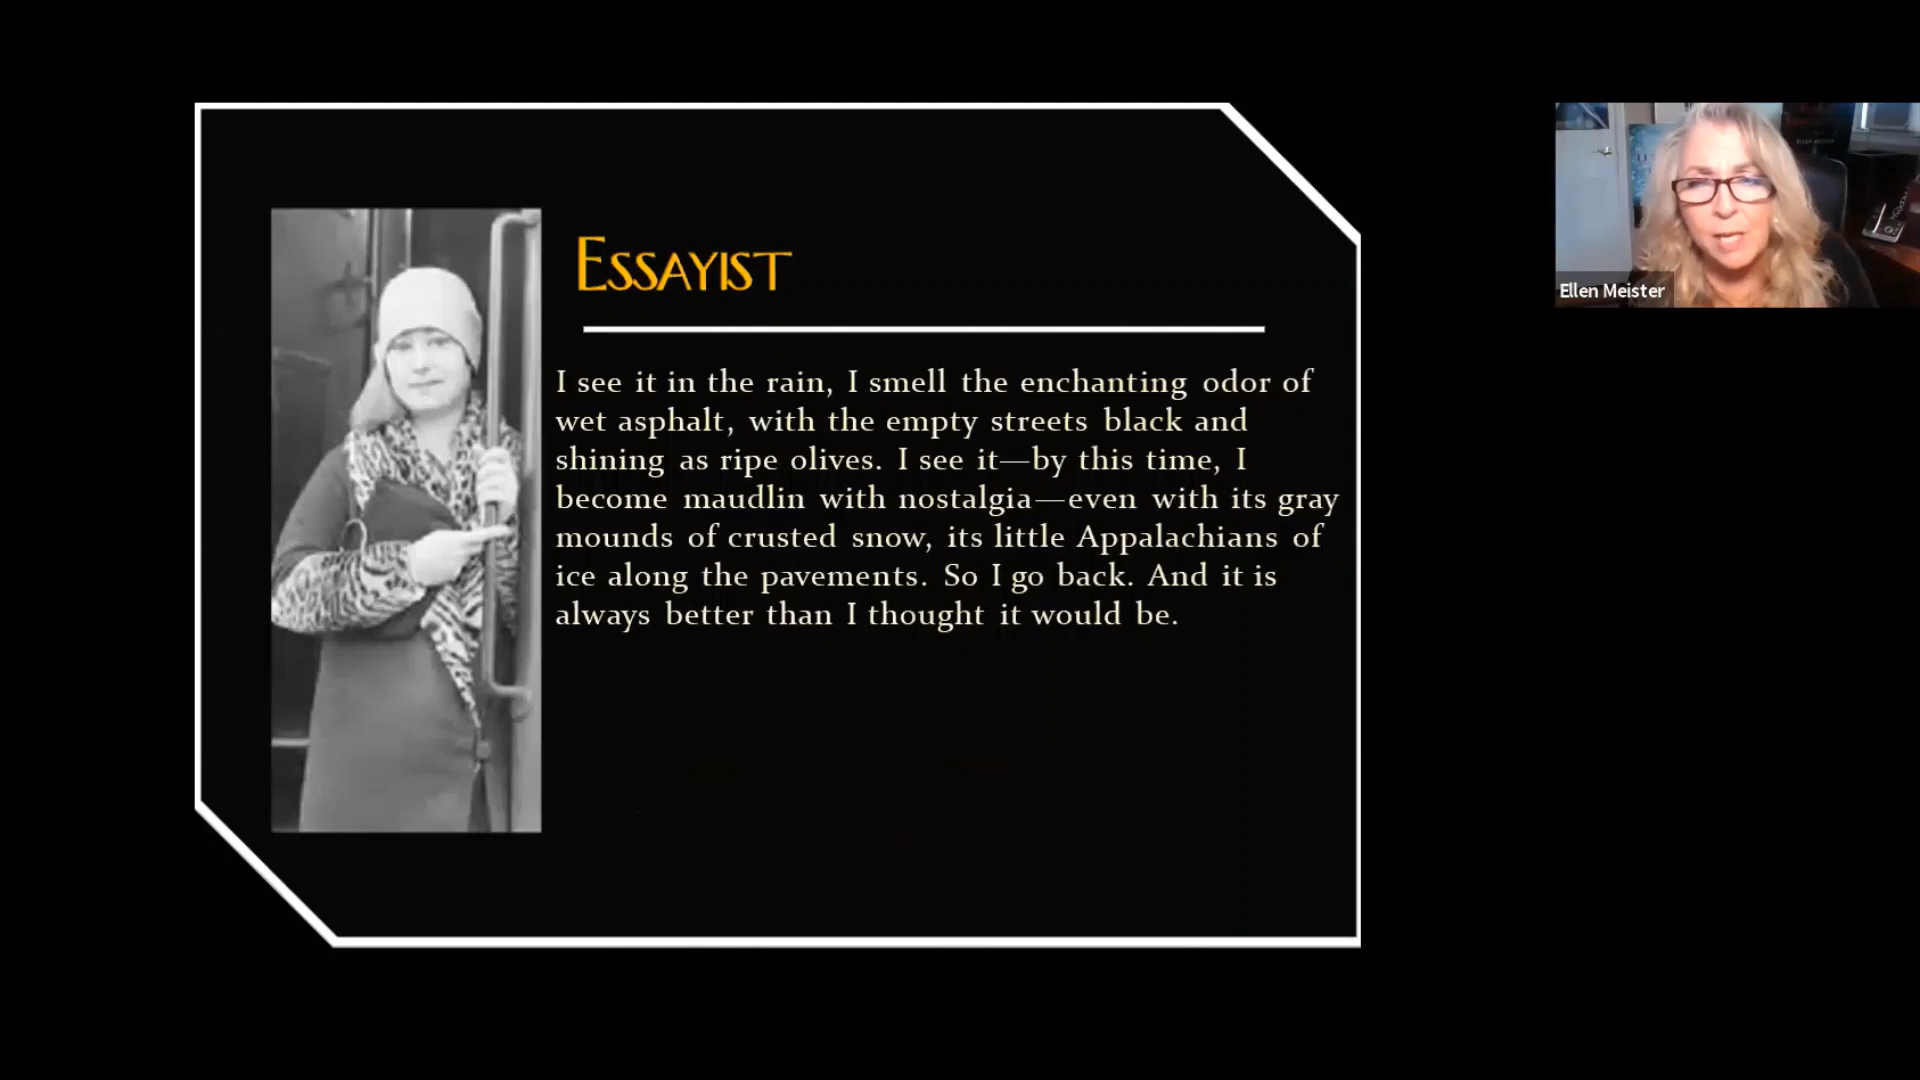 Essayist
I see it in the rain, I smell the enchanting odor of
wet asphalt, with the empty streets black and
shining as ripe olives. I see it—by this time, I
become maudlin with nostalgia—even with its gray
mounds of crusted snow, its little Appalachians of
ice along the pavements. So I go back. And it is
always better than I thought it would be.
Ellen Meister